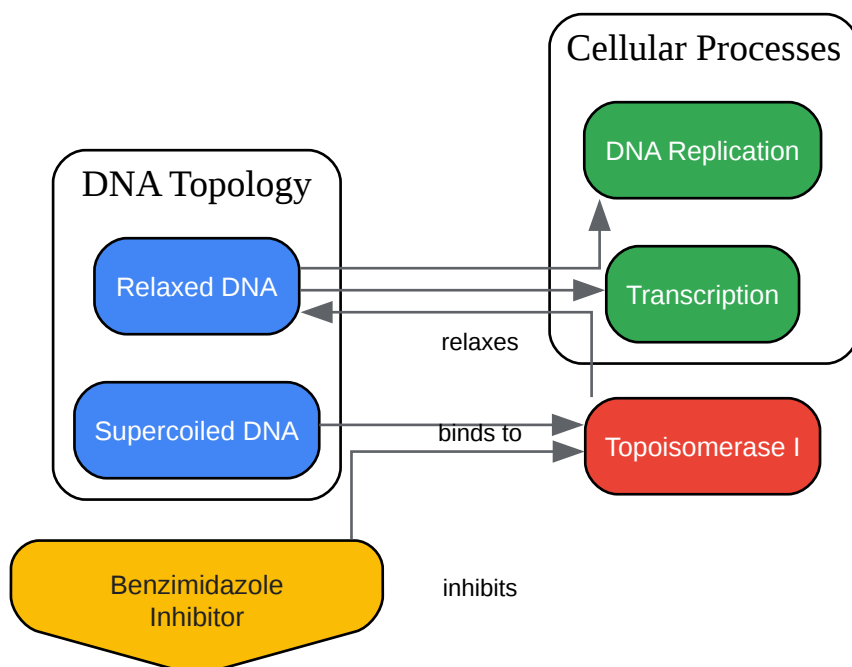 Cellular Processes
DNA Replication
DNA Topology
Relaxed DNA
Transcription
relaxes
Supercoiled DNA
binds to
Topoisomerase I
Benzimidazole
Inhibitor
inhibits